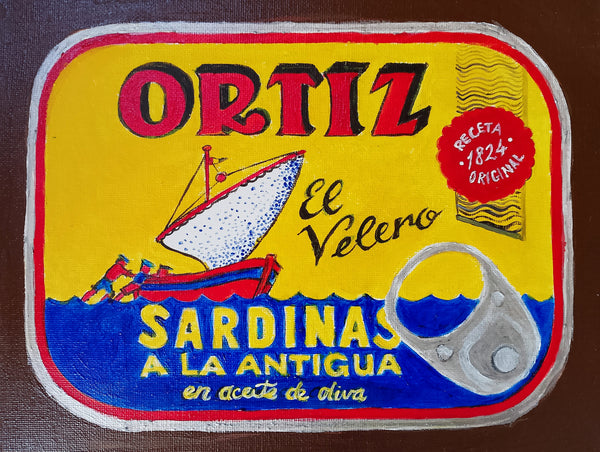 ORTIZ
RECETA
·1824·
ORIGINAL
El
Velero
SARDINAS
A LA ANTIGUA
en aceite de oliva